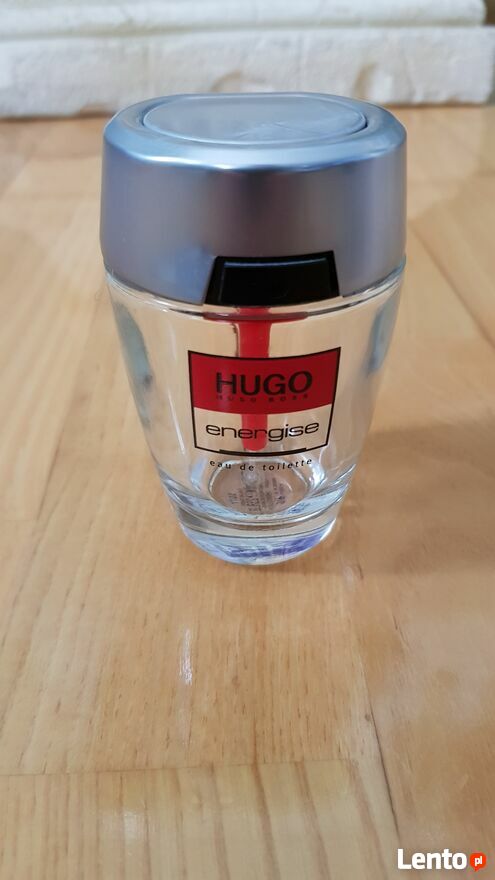 HUGO
HUGO BOSS
energise
eau de toilette
Lento.pl